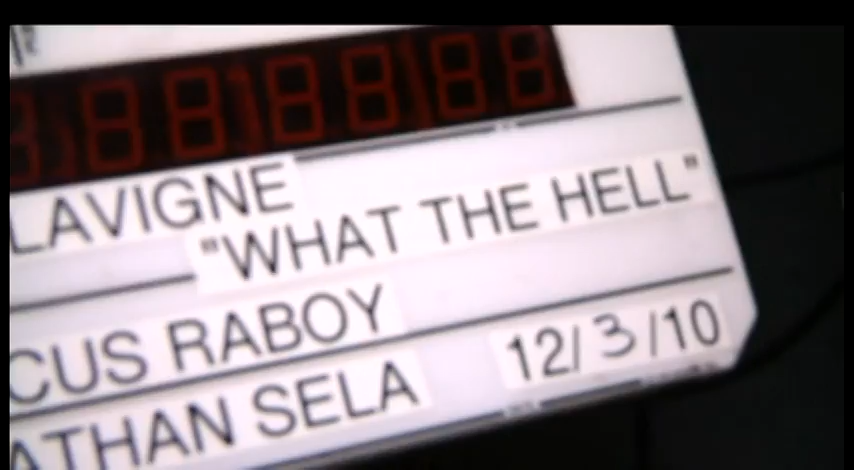 LAVIGNE
"WHAT THE HELL"
CUS RABOY
ATHAN SELA 12/3/10